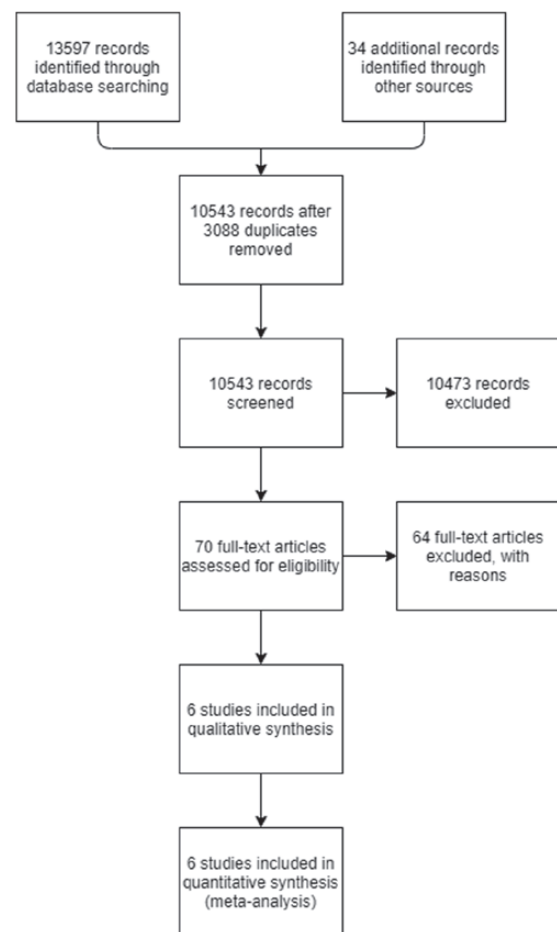 13597 records
identified through
database searching
34 additional records
identified through
other sources
10543 records after
3088 duplicates
removed
10543 records
screened
10473 records
excluded
70 full-text articles
assessed for eligibility
64 full-text articles
excluded, with
reasons
6 studies included in
qualitative synthesis
6 studies included in
quantitative synthesis
(meta-analysis)